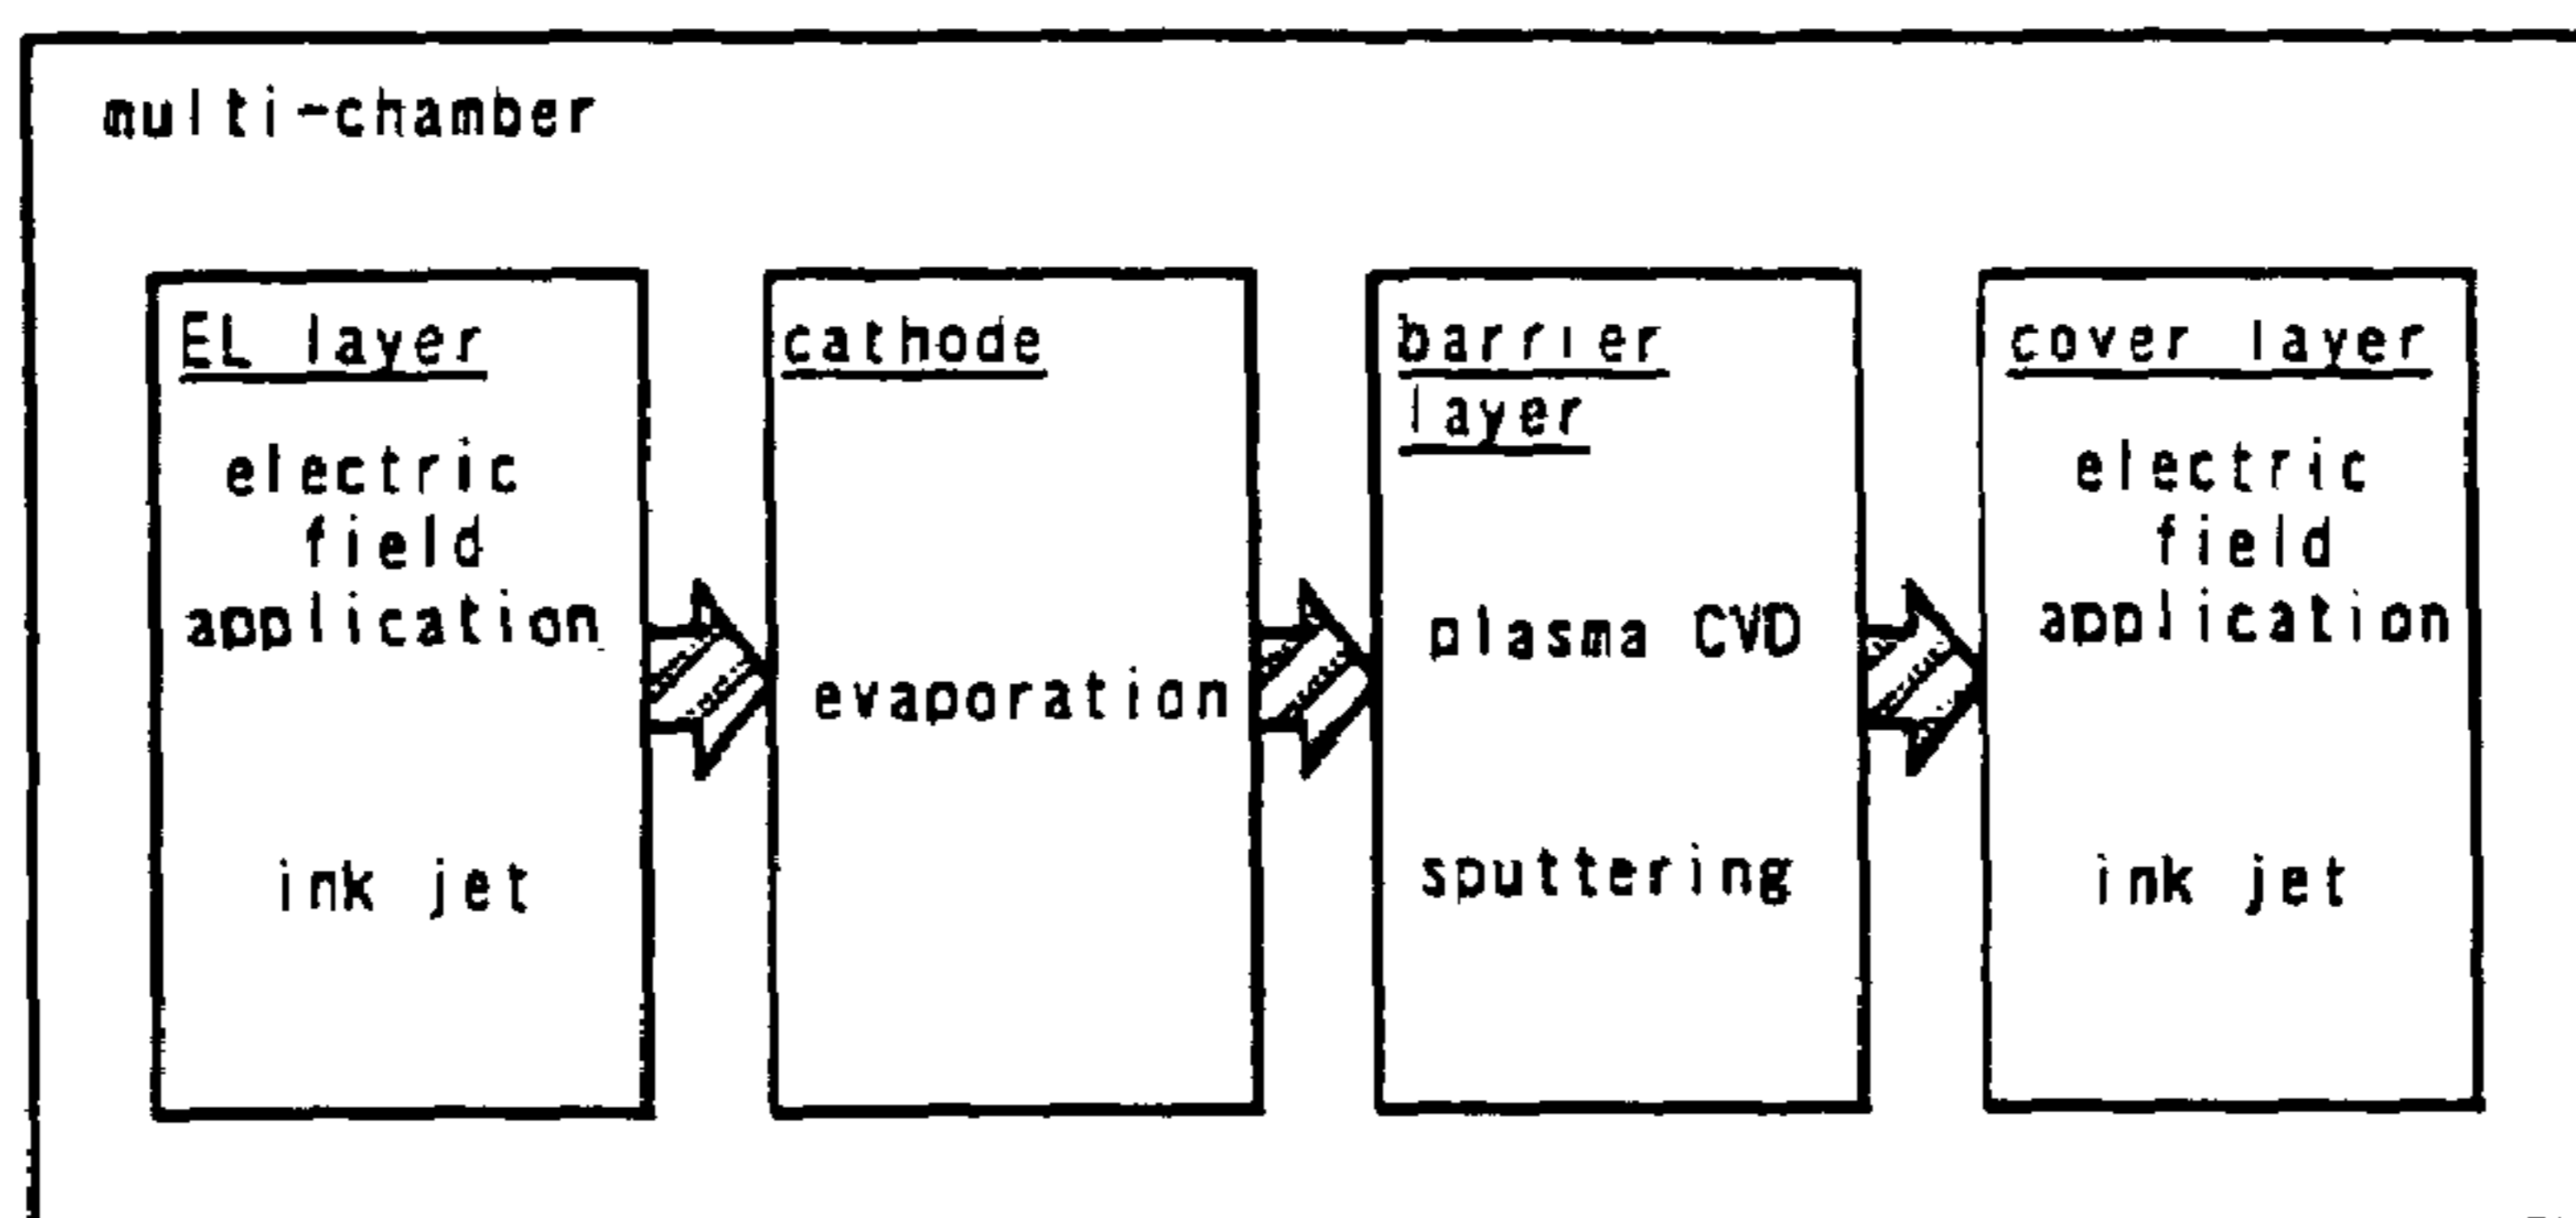 multi-chamber
EL layer
electric
field
application
ink jet
cathode
evaporation
barrier
layer
plasma CVD
sputtering
cover layer
electric
field
application
ink jet